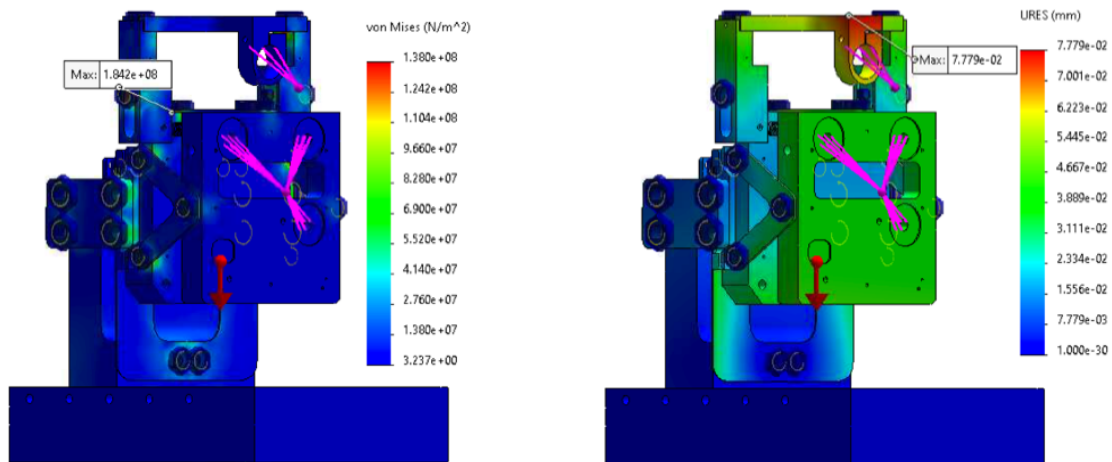 von Mises (N/m^2)
1.380e+08
1.242e+08
1.104e+08
9.660e+07
8.280e+07
6.900e+07
5.520e+07
4.140e+07
2.760e+07
1.380e+07
3.237e+00
Max: 1.842e+08
URES (mm)
7.779e-02
7.001e-02
6.223e-02
5.445e-02
4.667e-02
3.889e-02
3.111e-02
2.334e-02
1.556e-02
7.779e-03
1.000e-30
Max: 7.779e-02